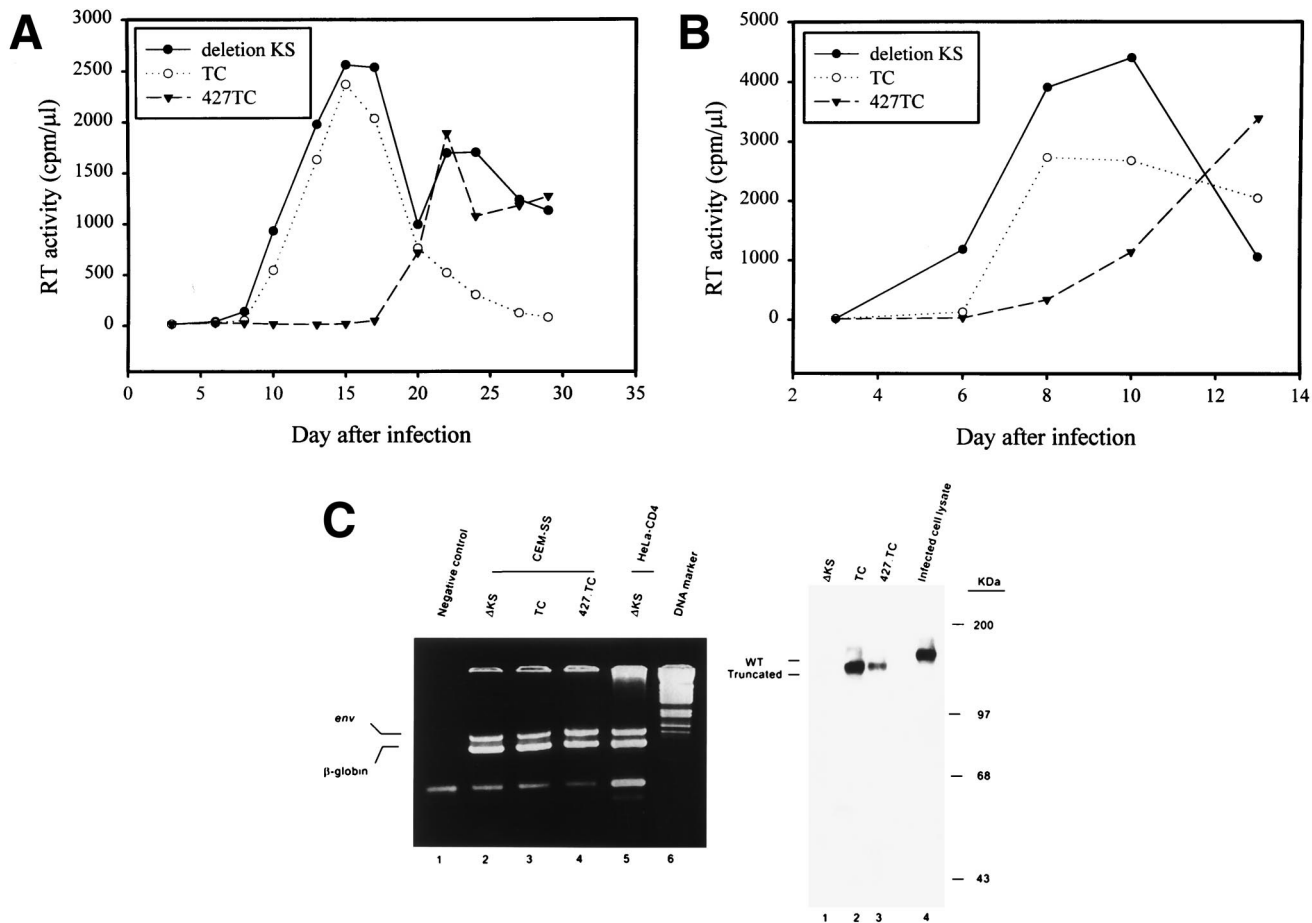 A
3000
2500
2000
1500
1000
500
0
RT activity (cpm/µl)
deletion KS
TC
427TC
0 5 10 15 20 25 30 35
Day after infection
B
5000
4000
3000
2000
1000
0
RT activity (cpm/µl)
deletion KS
TC
427TC
2 4 6 8 10 12 14
Day after infection
C
CEM-SS
HeLa-CD4
Negative control
ΔKS
TC
427.TC
ΔKS
DNA marker
env
β-globin
1 2 3 4 5 6
ΔKS
TC
427.TC
Infected cell lysate
KDa
WT
Truncated
200
97
68
43
1 2 3 4